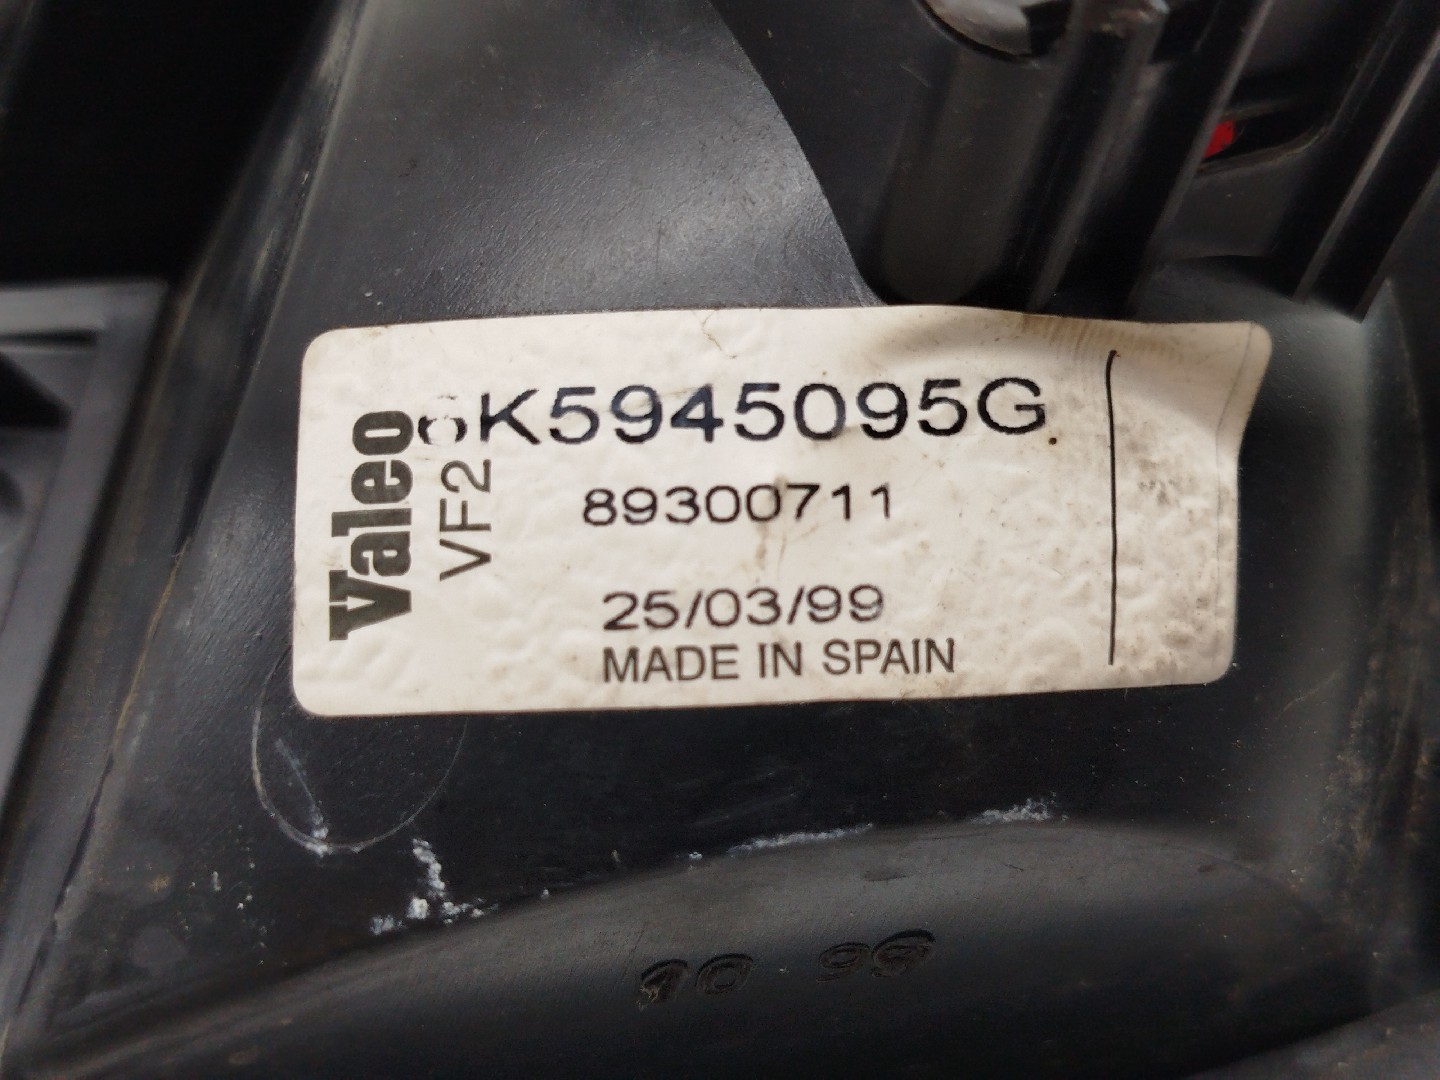 Valeo
VF2
6K5945095G
89300711
25/03/99
MADE IN SPAIN
10 99